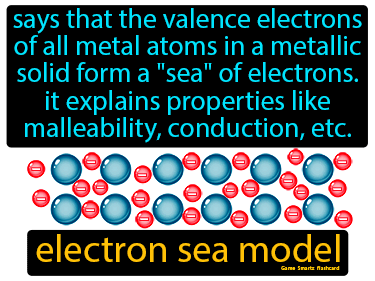 says that the valence electrons
of all metal atoms in a metallic
solid form a "sea" of electrons.
it explains properties like
malleability, conduction, etc.
electron sea model
Game Smartz Flashcard